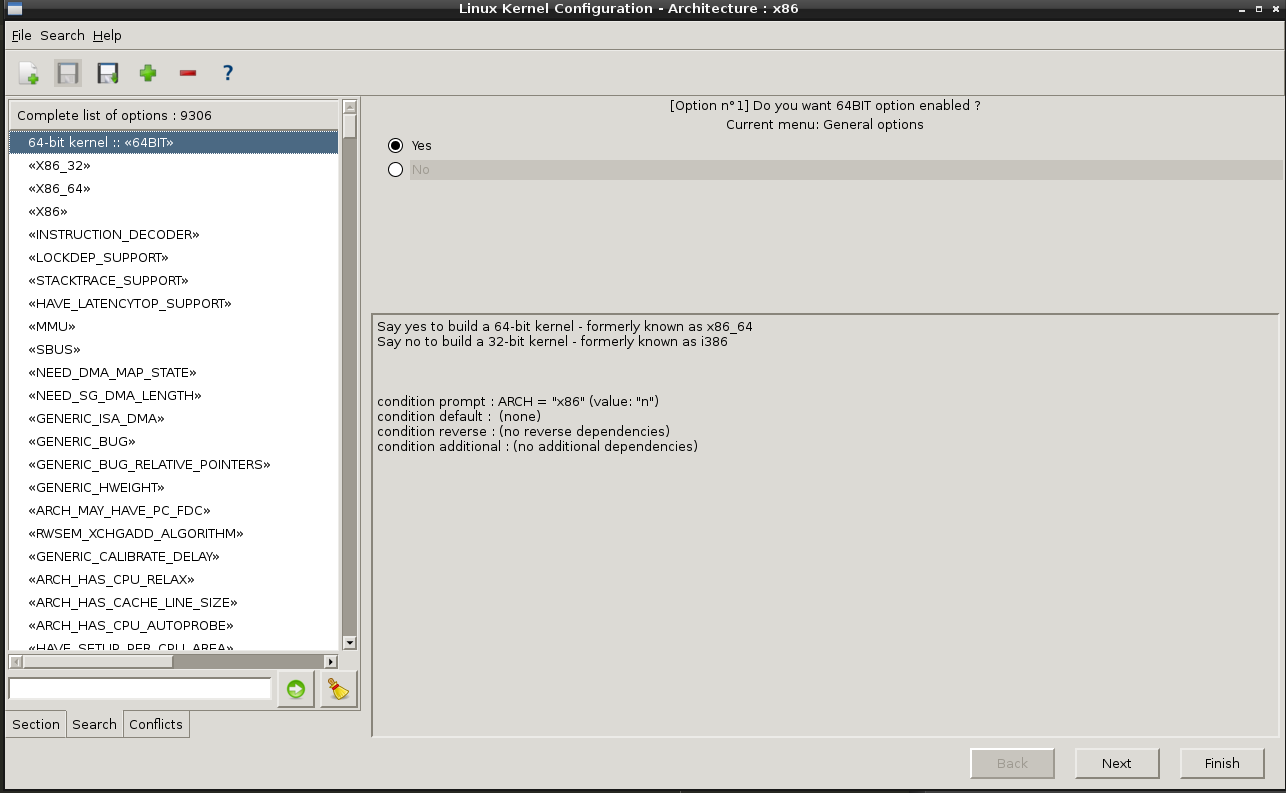 Linux Kernel Configuration - Architecture : x86
File Search Help
?
Complete list of options : 9306
64-bit kernel :: «64BIT»
«X86_32»
«X86_64»
«X86»
«INSTRUCTION_DECODER»
«LOCKDEP_SUPPORT»
«STACKTRACE_SUPPORT»
«HAVE_LATENCYTOP_SUPPORT»
«MMU»
«SBUS»
«NEED_DMA_MAP_STATE»
«NEED_SG_DMA_LENGTH»
«GENERIC_ISA_DMA»
«GENERIC_BUG»
«GENERIC_BUG_RELATIVE_POINTERS»
«GENERIC_HWEIGHT»
«ARCH_MAY_HAVE_PC_FDC»
«RWSEM_XCHGADD_ALGORITHM»
«GENERIC_CALIBRATE_DELAY»
«ARCH_HAS_CPU_RELAX»
«ARCH_HAS_CACHE_LINE_SIZE»
«ARCH_HAS_CPU_AUTOPROBE»
«HAVE_SETUP_PER_CPU_AREA»
Section Search Conflicts
[Option n°1] Do you want 64BIT option enabled ?
Current menu: General options
Yes
No
Say yes to build a 64-bit kernel - formerly known as x86_64
Say no to build a 32-bit kernel - formerly known as i386
condition prompt : ARCH = "x86" (value: "n")
condition default :  (none)
condition reverse : (no reverse dependencies)
condition additional : (no additional dependencies)
Back Next Finish